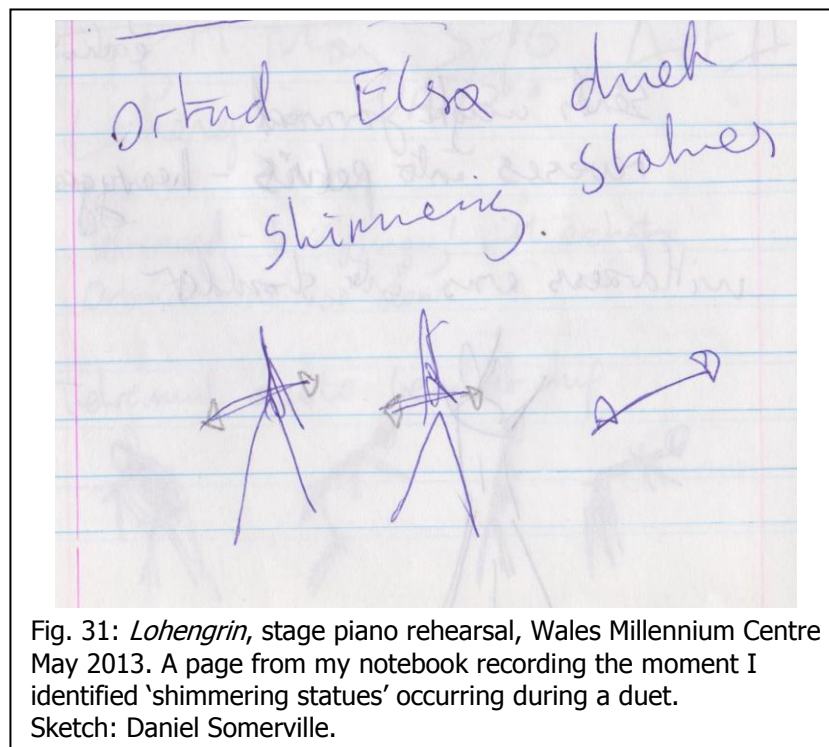 Ortrud Elsa duet
shimmering. statues
Fig. 31: Lohengrin, stage piano rehearsal, Wales Millennium Centre
May 2013. A page from my notebook recording the moment I
identified ‘shimmering statues’ occurring during a duet.
Sketch: Daniel Somerville.